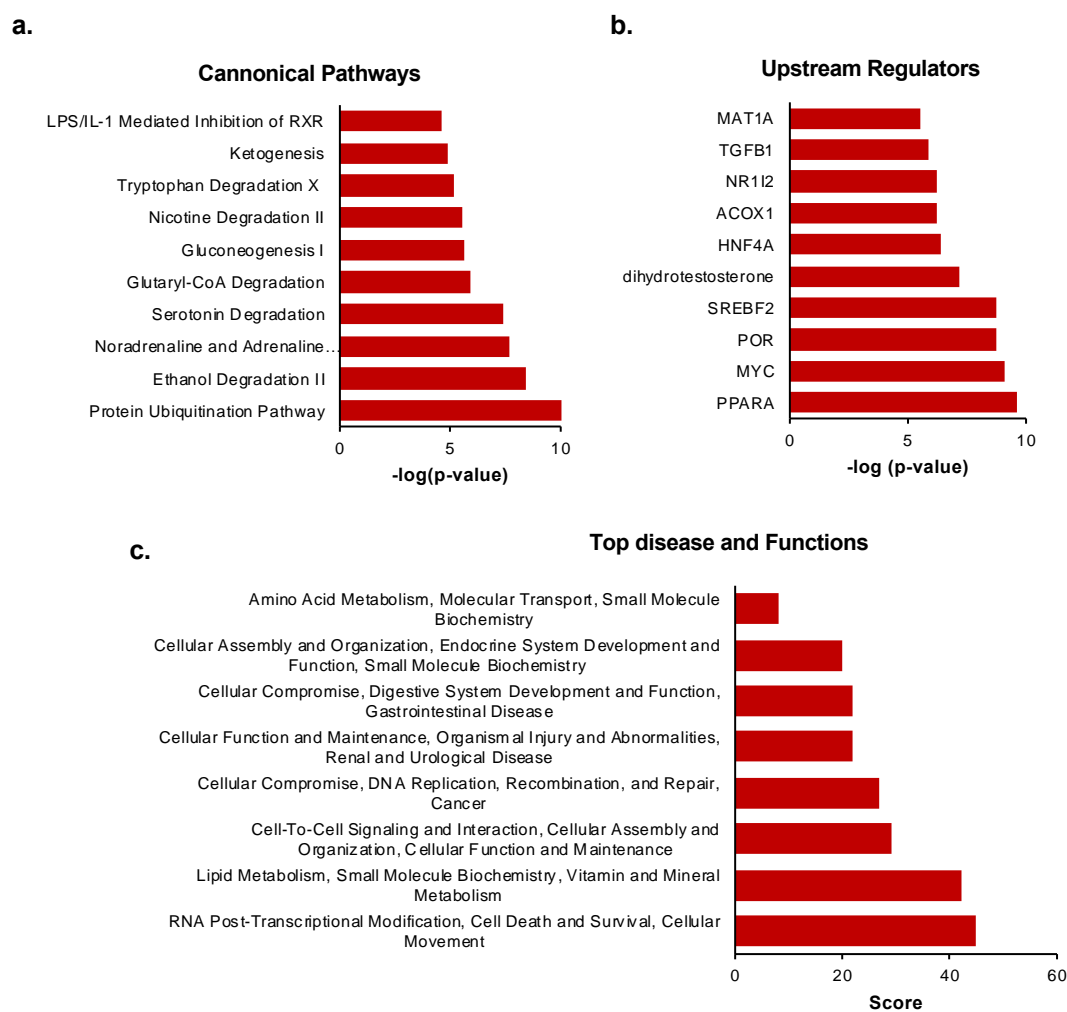 a.
Cannonical Pathways
LPS/IL-1 Mediated Inhibition of RXR
Ketogenesis
Tryptophan Degradation X
Nicotine Degradation II
Gluconeogenesis I
Glutaryl-CoA Degradation
Serotonin Degradation
Noradrenaline and Adrenaline…
Ethanol Degradation II
Protein Ubiquitination Pathway
0 5 10
-log(p-value)
b.
Upstream Regulators
MAT1A
TGFB1
NR1I2
ACOX1
HNF4A
dihydrotestosterone
SREBF2
POR
MYC
PPARA
0 5 10
-log (p-value)
c.
Top disease and Functions
Amino Acid Metabolism, Molecular Transport, Small Molecule
Biochemistry
Cellular Assembly and Organization, Endocrine System Development and
Function, Small Molecule Biochemistry
Cellular Compromise, Digestive System Development and Function,
Gastrointestinal Disease
Cellular Function and Maintenance, Organismal Injury and Abnormalities,
Renal and Urological Disease
Cellular Compromise, DNA Replication, Recombination, and Repair,
Cancer
Cell-To-Cell Signaling and Interaction, Cellular Assembly and
Organization, Cellular Function and Maintenance
Lipid Metabolism, Small Molecule Biochemistry, Vitamin and Mineral
Metabolism
RNA Post-Transcriptional Modification, Cell Death and Survival, Cellular
Movement
0 20 40 60
Score